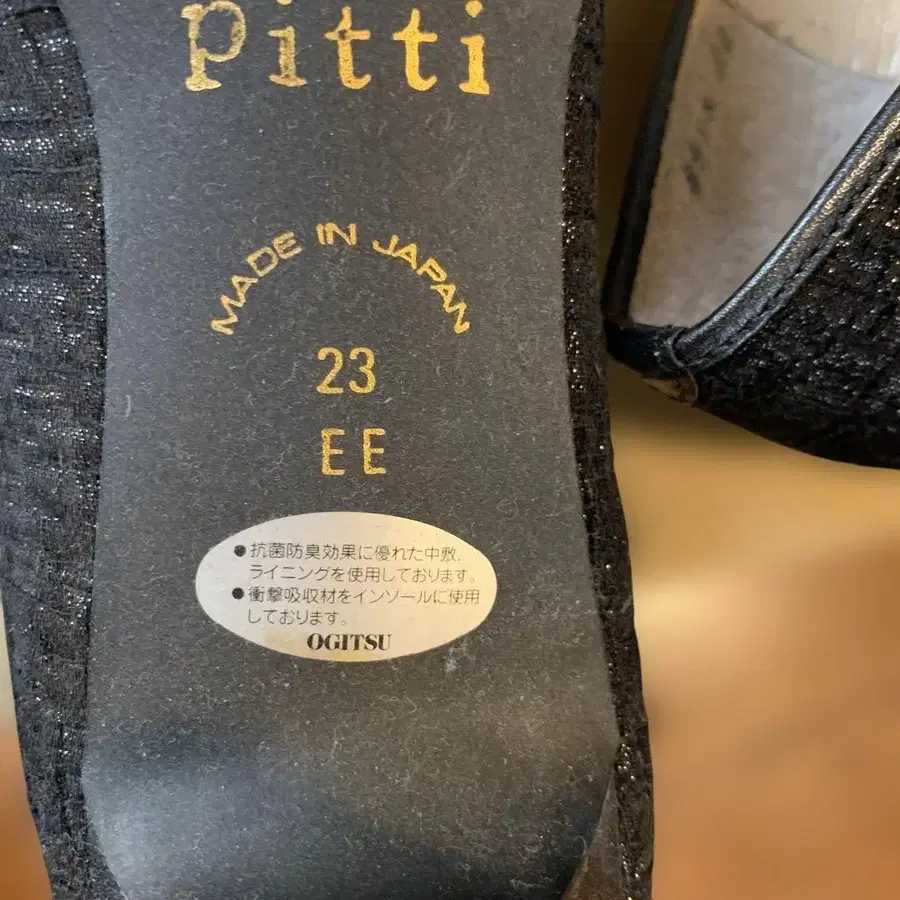 pitti
MADE IN JAPAN
23
EE
●抗菌防臭効果に優れた中敷、
ライニングを使用しております。
●衝撃吸収材をインソールに使用
しております。
OGITSU